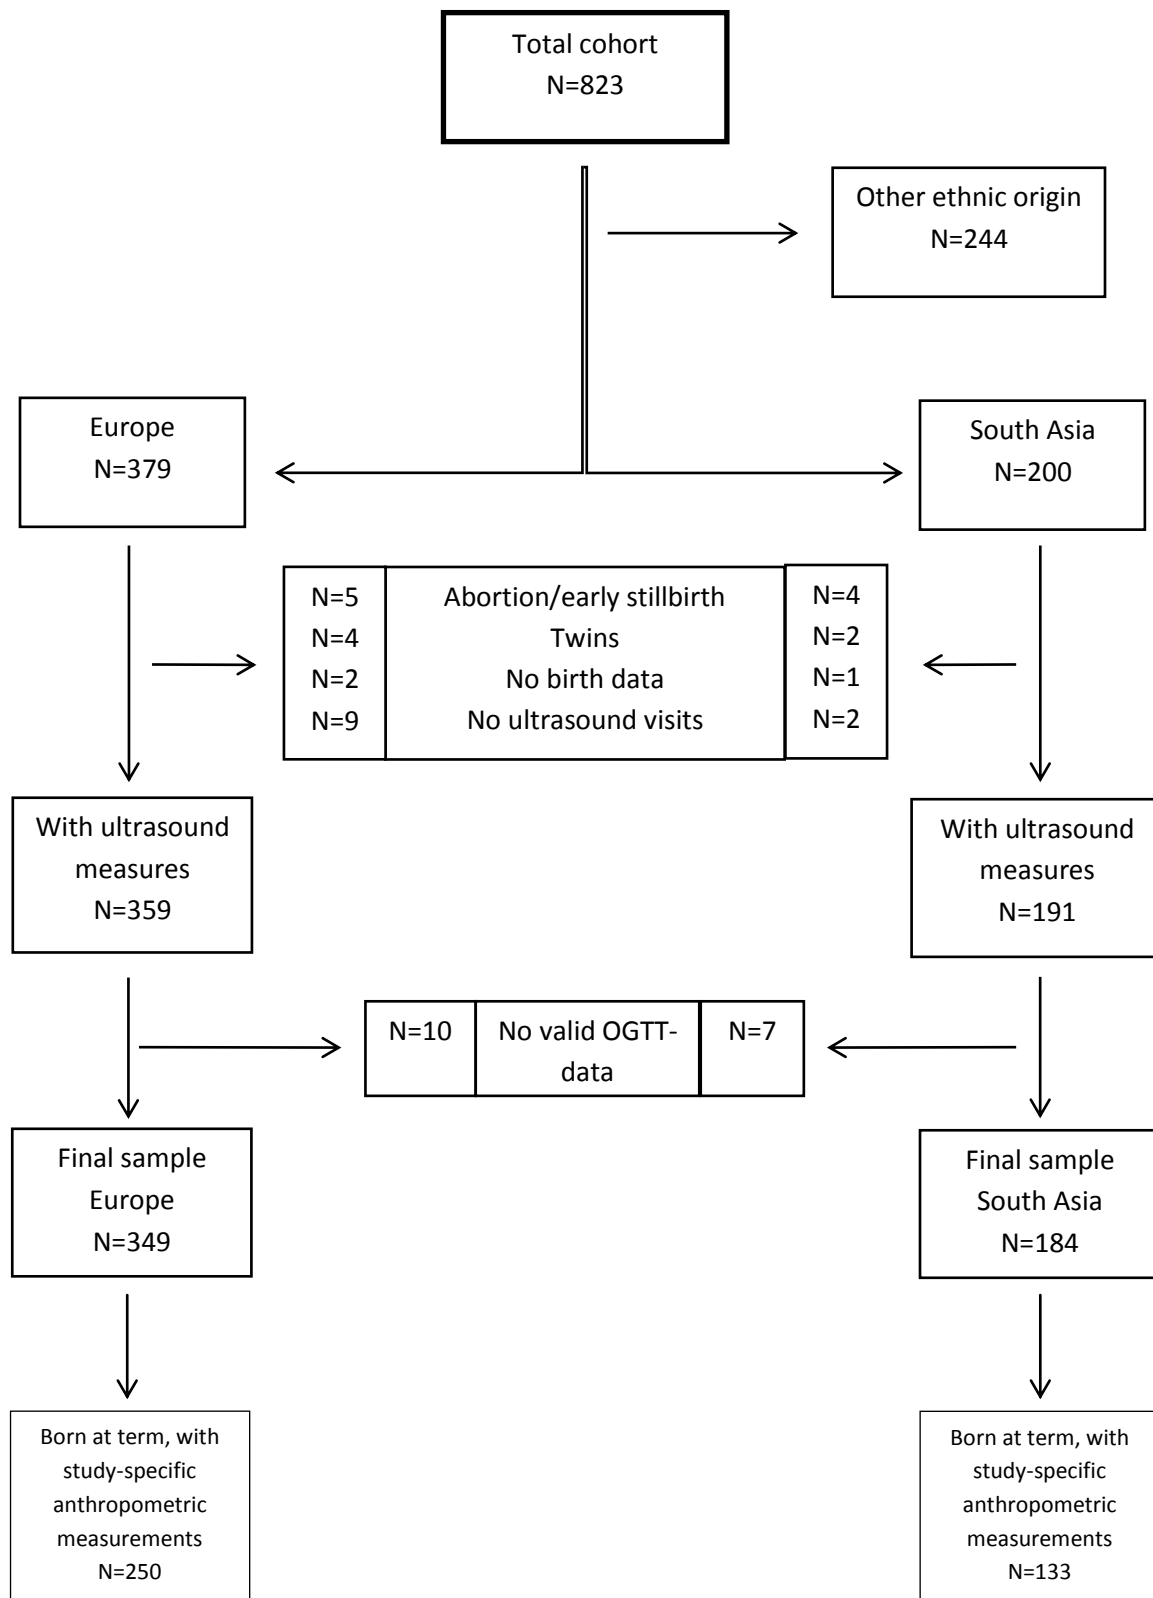 Total cohort
N=823
Other ethnic origin
N=244
Europe
N=379
South Asia
N=200
N=5 Abortion/early stillbirth N=4
N=4 Twins N=2
N=2 No birth data N=1
N=9 No ultrasound visits N=2
With ultrasound
measures
N=359
With ultrasound
measures
N=191
N=10 No valid OGTT- N=7
data
Final sample
Europe
N=349
Final sample
South Asia
N=184
Born at term, with
study-specific
anthropometric
measurements
N=250
Born at term, with
study-specific
anthropometric
measurements
N=133